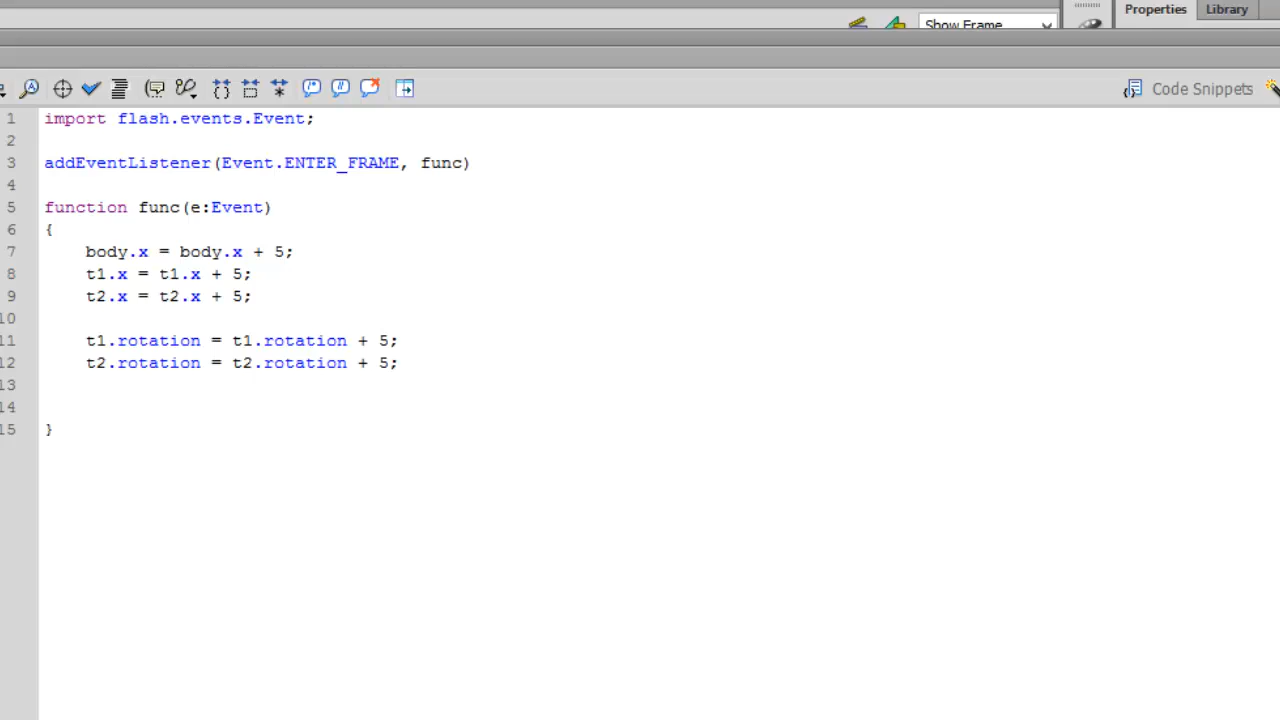 Properties Library
Show Frame
Code Snippets
1 import flash.events.Event;
2
3 addEventListener(Event.ENTER_FRAME, func)
4
5 function func(e:Event)
6 {
7 body.x = body.x + 5;
8 t1.x = t1.x + 5;
9 t2.x = t2.x + 5;
10
11 t1.rotation = t1.rotation + 5;
12 t2.rotation = t2.rotation + 5;
13
14
15 }